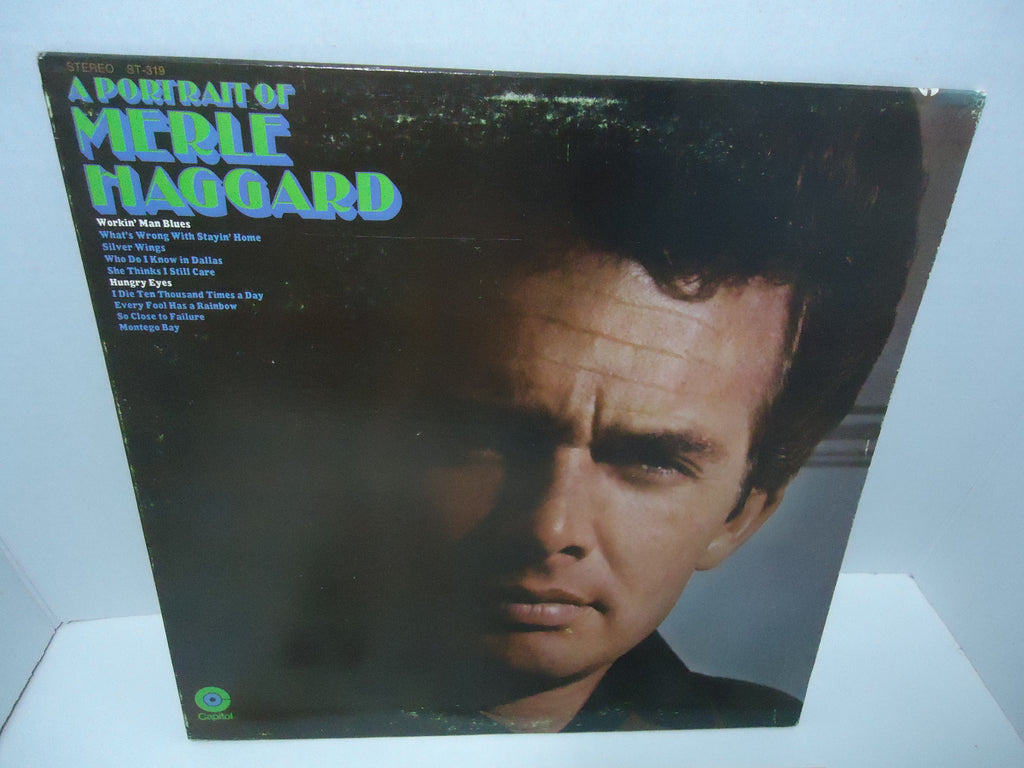 STEREO ST-319
A PORTRAIT OF
MERLE
HAGGARD
Workin' Man Blues
What's Wrong With Stayin' Home
Silver Wings
Who Do I Know in Dallas
She Thinks I Still Care
Hungry Eyes
I Die Ten Thousand Times a Day
Every Fool Has a Rainbow
So Close to Failure
Montego Bay
Capitol